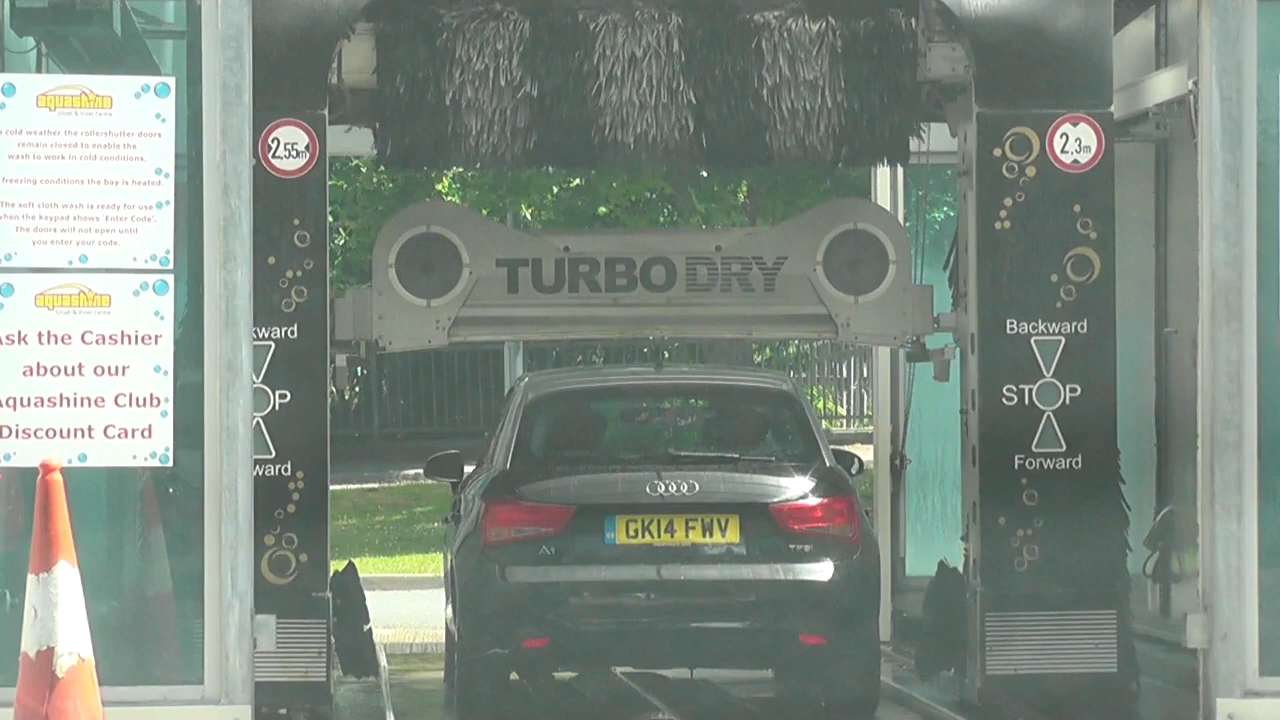 aquashine
cold weather the rollershutter doors
remain closed to enable the
wash to work in cold conditions.
freezing conditions the bay is heated.
The soft cloth wash is ready for use
when the keypad shows 'Enter Code'.
The doors will not open until
you enter your code.
aquashine
Ask the Cashier
about our
Aquashine Club
Discount Card
2,55m
kward
OP
ward
TURBO DRY
2,3m
Backward
STOP
Forward
GK14 FWV
A1
TFSI